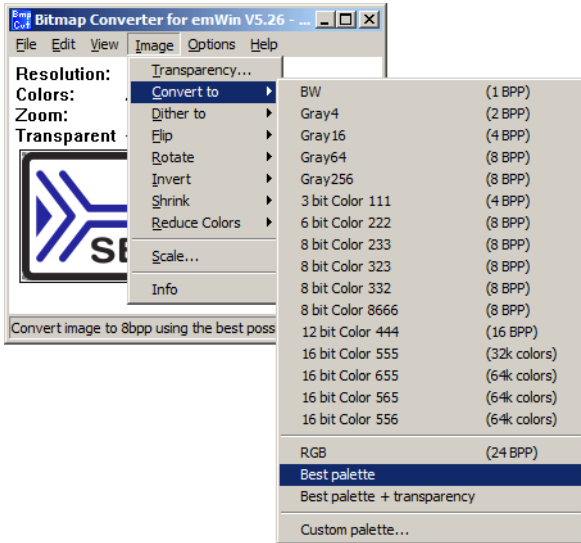 Bmp Cvt Bitmap Converter for emWin V5.26 - ...
File Edit View Image Options Help
Resolution:
Colors:
Zoom:
Transparent
SE
Convert image to 8bpp using the best poss
Transparency...
Convert to
Dither to
Flip
Rotate
Invert
Shrink
Reduce Colors
Scale...
Info
BW (1 BPP)
Gray4 (2 BPP)
Gray16 (4 BPP)
Gray64 (8 BPP)
Gray256 (8 BPP)
3 bit Color 111 (4 BPP)
6 bit Color 222 (8 BPP)
8 bit Color 233 (8 BPP)
8 bit Color 323 (8 BPP)
8 bit Color 332 (8 BPP)
8 bit Color 8666 (8 BPP)
12 bit Color 444 (16 BPP)
16 bit Color 555 (32k colors)
16 bit Color 655 (64k colors)
16 bit Color 565 (64k colors)
16 bit Color 556 (64k colors)
RGB (24 BPP)
Best palette
Best palette + transparency
Custom palette...